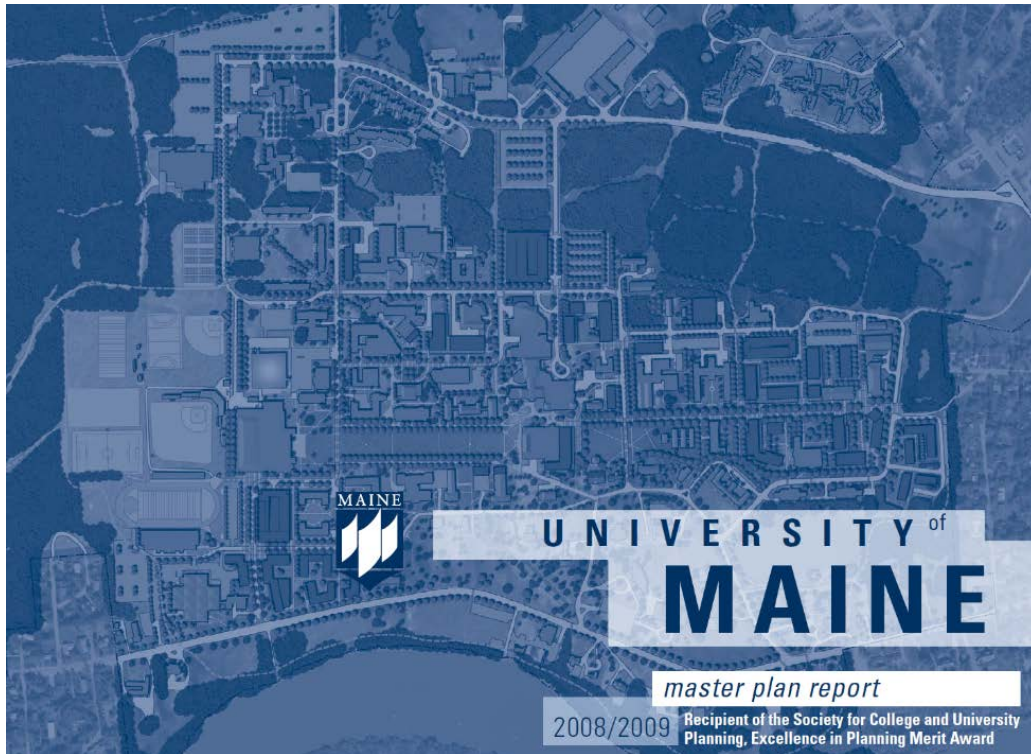 MAINE
UNIVERSITY of
MAINE
master plan report
2008/2009
Recipient of the Society for College and University
Planning, Excellence in Planning Merit Award